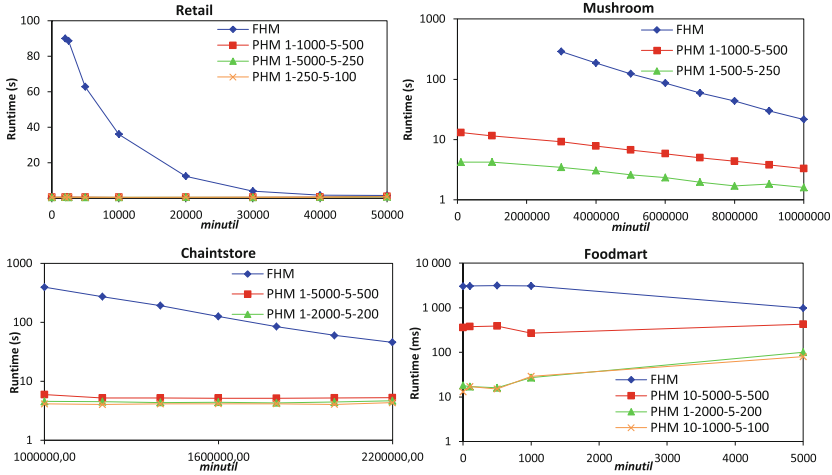 Retail
100
80
60
40
20
Runtime (s)
FHM
PHM 1-1000-5-500
PHM 1-5000-5-250
PHM 1-250-5-100
0 10000 20000 30000 40000 50000
minutil
Mushroom
1000
100
10
1
Runtime (s)
FHM
PHM 1-1000-5-500
PHM 1-500-5-250
0 2000000 4000000 6000000 8000000 10000000
minutil
Chaintstore
1000
100
10
1
Runtime (s)
FHM
PHM 1-5000-5-500
PHM 1-2000-5-200
1000000,00 1600000,00 2200000,00
minutil
Foodmart
10 000
1 000
100
10
1
Runtime (ms)
FHM
PHM 10-5000-5-500
PHM 1-2000-5-200
PHM 10-1000-5-100
0 1000 2000 3000 4000 5000
minutil